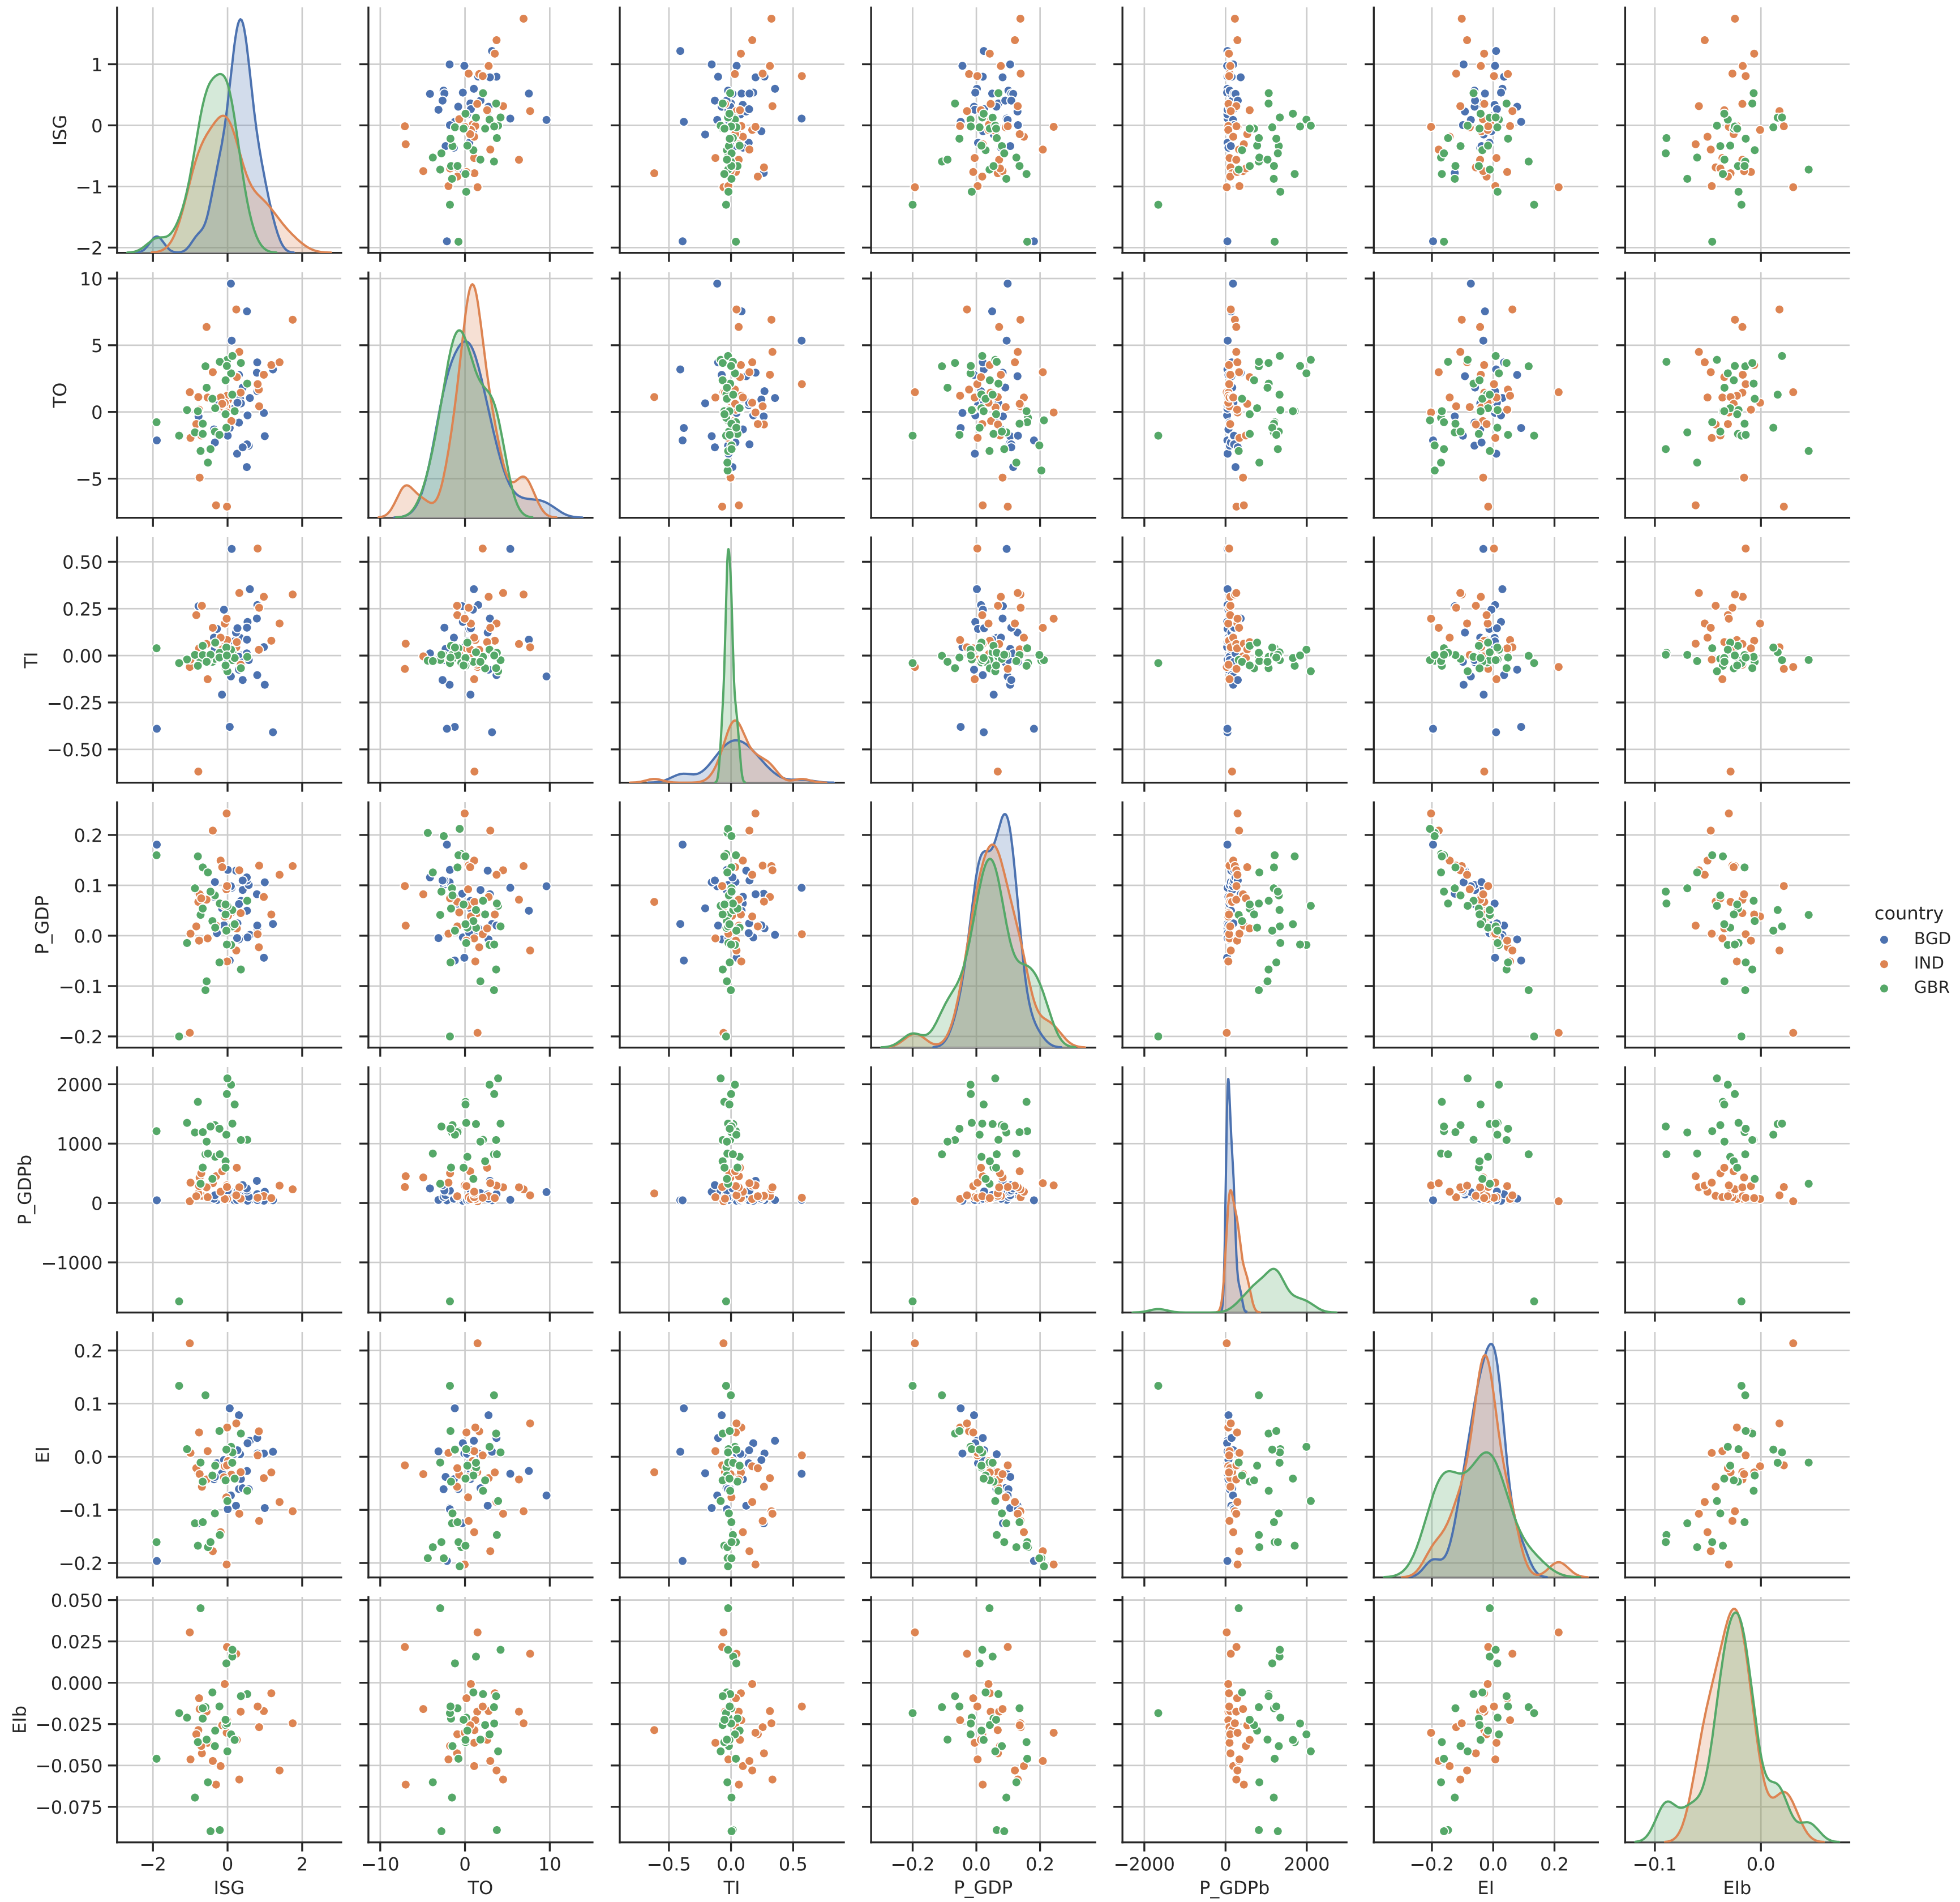 1
0
−1
−2
ISG
10
5
0
−5
TO
0.50
0.25
0.00
−0.25
−0.50
TI
0.2
0.1
0.0
−0.1
−0.2
P_GDP
country
BGD
IND
GBR
2000
1000
0
−1000
P_GDPb
0.2
0.1
0.0
−0.1
−0.2
EI
0.050
0.025
0.000
−0.025
−0.050
−0.075
EIb
−2 0 2 −10 0 10 −0.5 0.0 0.5 −0.2 0.0 0.2 −2000 0 2000 −0.2 0.0 0.2 −0.1 0.0
ISG TO TI P_GDP P_GDPb EI EIb